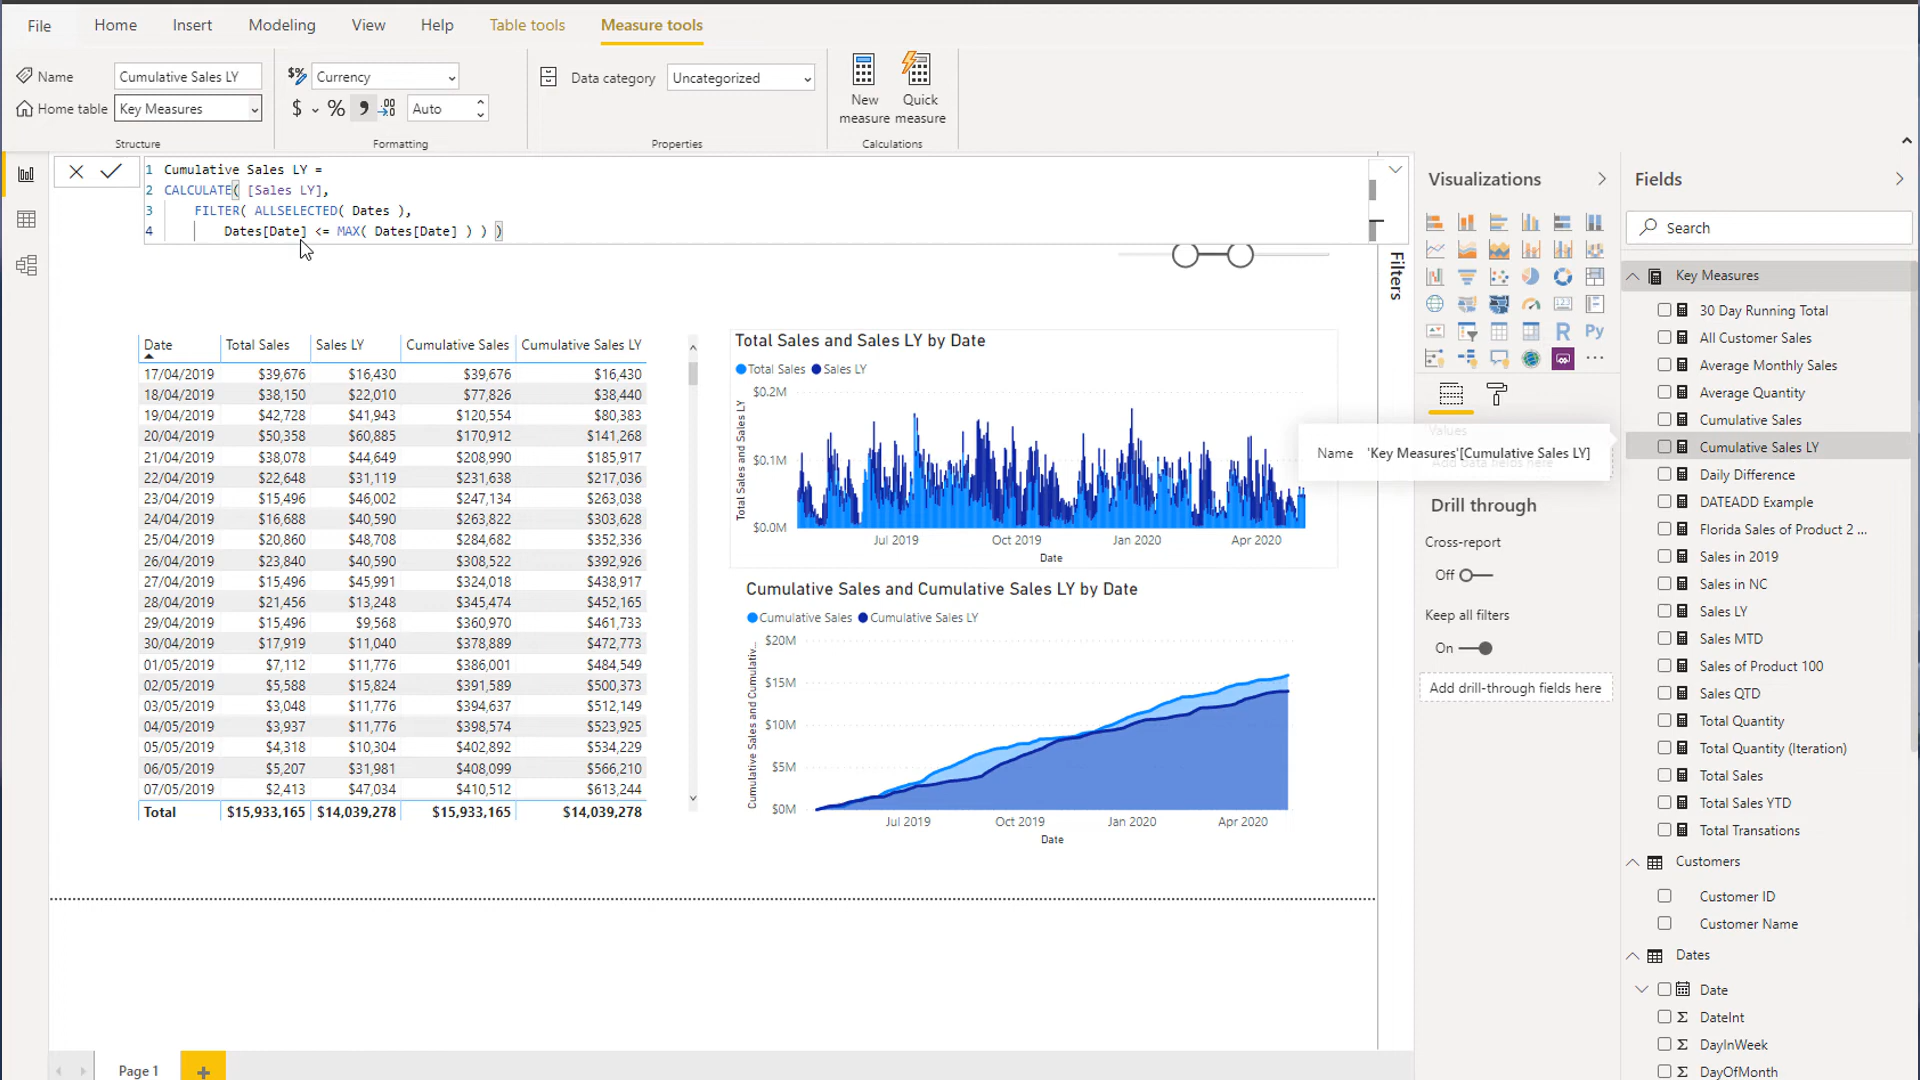 File Home Insert Modeling View Help Table tools Measure tools
Name Cumulative Sales LY Currency Data category Uncategorized
Home table Key Measures $ % Auto New measure Quick measure
Structure Formatting Properties Calculations
1 Cumulative Sales LY =
2 CALCULATE( [Sales LY],
3 FILTER( ALLSELECTED( Dates ),
4 Dates[Date] <= MAX( Dates[Date] ) ) )
Date Total Sales Sales LY Cumulative Sales Cumulative Sales LY
17/04/2019 $39,676 $16,430 $39,676 $16,430
18/04/2019 $38,150 $22,010 $77,826 $38,440
19/04/2019 $42,728 $41,943 $120,554 $80,383
20/04/2019 $50,358 $60,885 $170,912 $141,268
21/04/2019 $38,078 $44,649 $208,990 $185,917
22/04/2019 $22,648 $31,119 $231,638 $217,036
23/04/2019 $15,496 $46,002 $247,134 $263,038
24/04/2019 $16,688 $40,590 $263,822 $303,628
25/04/2019 $20,860 $48,708 $284,682 $352,336
26/04/2019 $23,840 $40,590 $308,522 $392,926
27/04/2019 $15,496 $45,991 $324,018 $438,917
28/04/2019 $21,456 $13,248 $345,474 $452,165
29/04/2019 $15,496 $9,568 $360,970 $461,733
30/04/2019 $17,919 $11,040 $378,889 $472,773
01/05/2019 $7,112 $11,776 $386,001 $484,549
02/05/2019 $5,588 $15,824 $391,589 $500,373
03/05/2019 $3,048 $11,776 $394,637 $512,149
04/05/2019 $3,937 $11,776 $398,574 $523,925
05/05/2019 $4,318 $10,304 $402,892 $534,229
06/05/2019 $5,207 $31,981 $408,099 $566,210
07/05/2019 $2,413 $47,034 $410,512 $613,244
Total $15,933,165 $14,039,278 $15,933,165 $14,039,278
Total Sales and Sales LY by Date
Total Sales Sales LY
Total Sales and Sales LY
$0.2M
$0.1M
$0.0M
Jul 2019 Oct 2019 Jan 2020 Apr 2020
Date
Cumulative Sales and Cumulative Sales LY by Date
Cumulative Sales Cumulative Sales LY
Cumulative Sales and Cumulativ...
$20M
$15M
$10M
$5M
$0M
Jul 2019 Oct 2019 Jan 2020 Apr 2020
Date
Page 1
Filters
Visualizations
R Py
123
Values
Add data fields here
Name 'Key Measures'[Cumulative Sales LY]
Drill through
Cross-report
Off
Keep all filters
On
Add drill-through fields here
Fields
Search
Key Measures
30 Day Running Total
All Customer Sales
Average Monthly Sales
Average Quantity
Cumulative Sales
Cumulative Sales LY
Daily Difference
DATEADD Example
Florida Sales of Product 2 ...
Sales in 2019
Sales in NC
Sales LY
Sales MTD
Sales of Product 100
Sales QTD
Total Quantity
Total Quantity (Iteration)
Total Sales
Total Sales YTD
Total Transations
Customers
Customer ID
Customer Name
Dates
Date
DateInt
DayInWeek
DayOfMonth